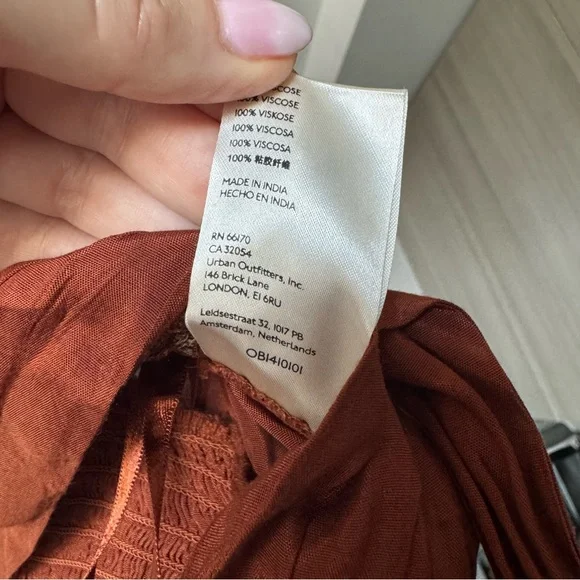 100% VISCOSE
100% VISKOSE
100% VISCOSA
100% VISCOSA
100% 粘胶纤维
MADE IN INDIA
HECHO EN INDIA
RN 66170
CA 32054
Urban Outfitters, Inc.
146 Brick Lane
LONDON, E1 6RU
Leidsestraat 32, 1017 PB
Amsterdam, Netherlands
OB1410101